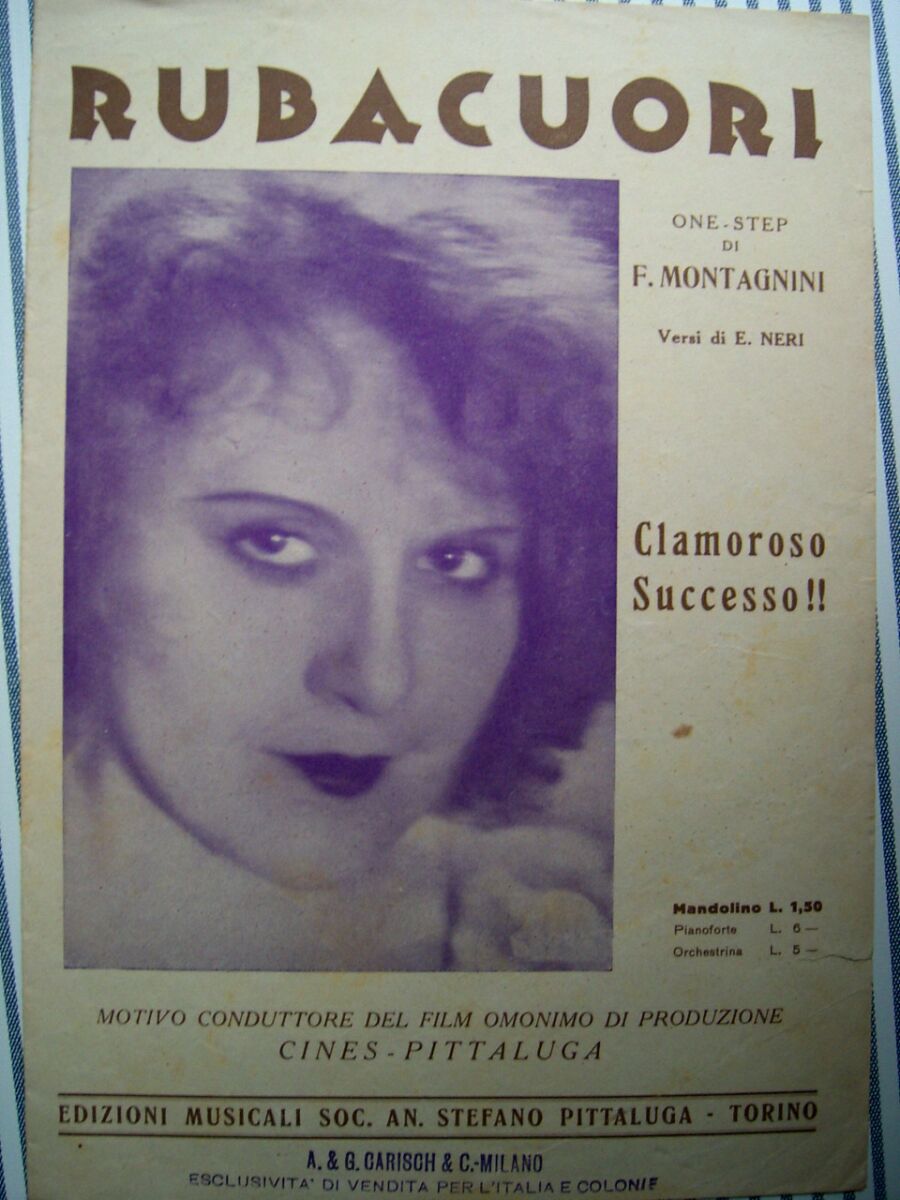 RUBACUORI
ONE-STEP
DI
F. MONTAGNINI
Versi di E. NERI
Clamoroso
Successo!!
Mandolino L. 1,50
Pianoforte L. 6 —
Orchestrina L. 5 —
MOTIVO CONDUTTORE DEL FILM OMONIMO DI PRODUZIONE
CINES - PITTALUGA
EDIZIONI MUSICALI SOC. AN. STEFANO PITTALUGA - TORINO
A. & G. CARISCH & C.-MILANO
ESCLUSIVITA' DI VENDITA PER L'ITALIA E COLONIE